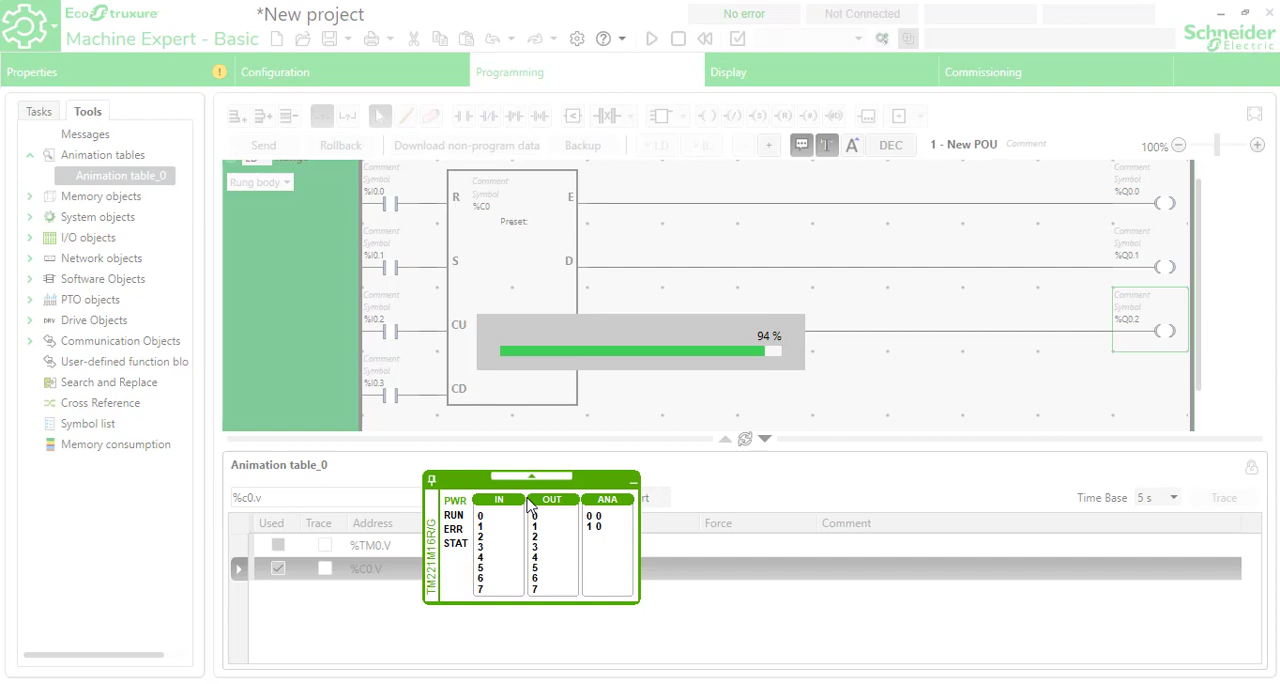 EcoStruxure
*New project
No error
Not Connected
Machine Expert - Basic
Schneider
Electric
Properties
Configuration
Programming
Display
Commissioning
Tasks
Tools
Messages
Animation tables
Animation table_0
Memory objects
System objects
I/O objects
Network objects
Software Objects
PTO objects
DRV Drive Objects
Communication Objects
User-defined function blo
Search and Replace
Cross Reference
Symbol list
Memory consumption
Send
Rollback
Download non-program data
Backup
DEC
1 - New POU
Comment
100%
Rung body
Comment
Symbol
%I0.0
Comment
Symbol
%I0.1
Comment
Symbol
%I0.2
Comment
Symbol
%I0.3
Comment
Symbol
%C0
Preset:
R
S
CU
CD
E
D
Comment
Symbol
%Q0.0
Comment
Symbol
%Q0.1
Comment
Symbol
%Q0.2
94 %
Animation table_0
%c0.v
Time Base
5 s
Trace
Used
Trace
Address
Force
Comment
%TM0.V
%C0.V
TM221M16R/G
PWR
RUN
ERR
STAT
IN
0
1
2
3
4
5
6
7
OUT
0
1
2
3
4
5
6
7
ANA
0 0
1 0